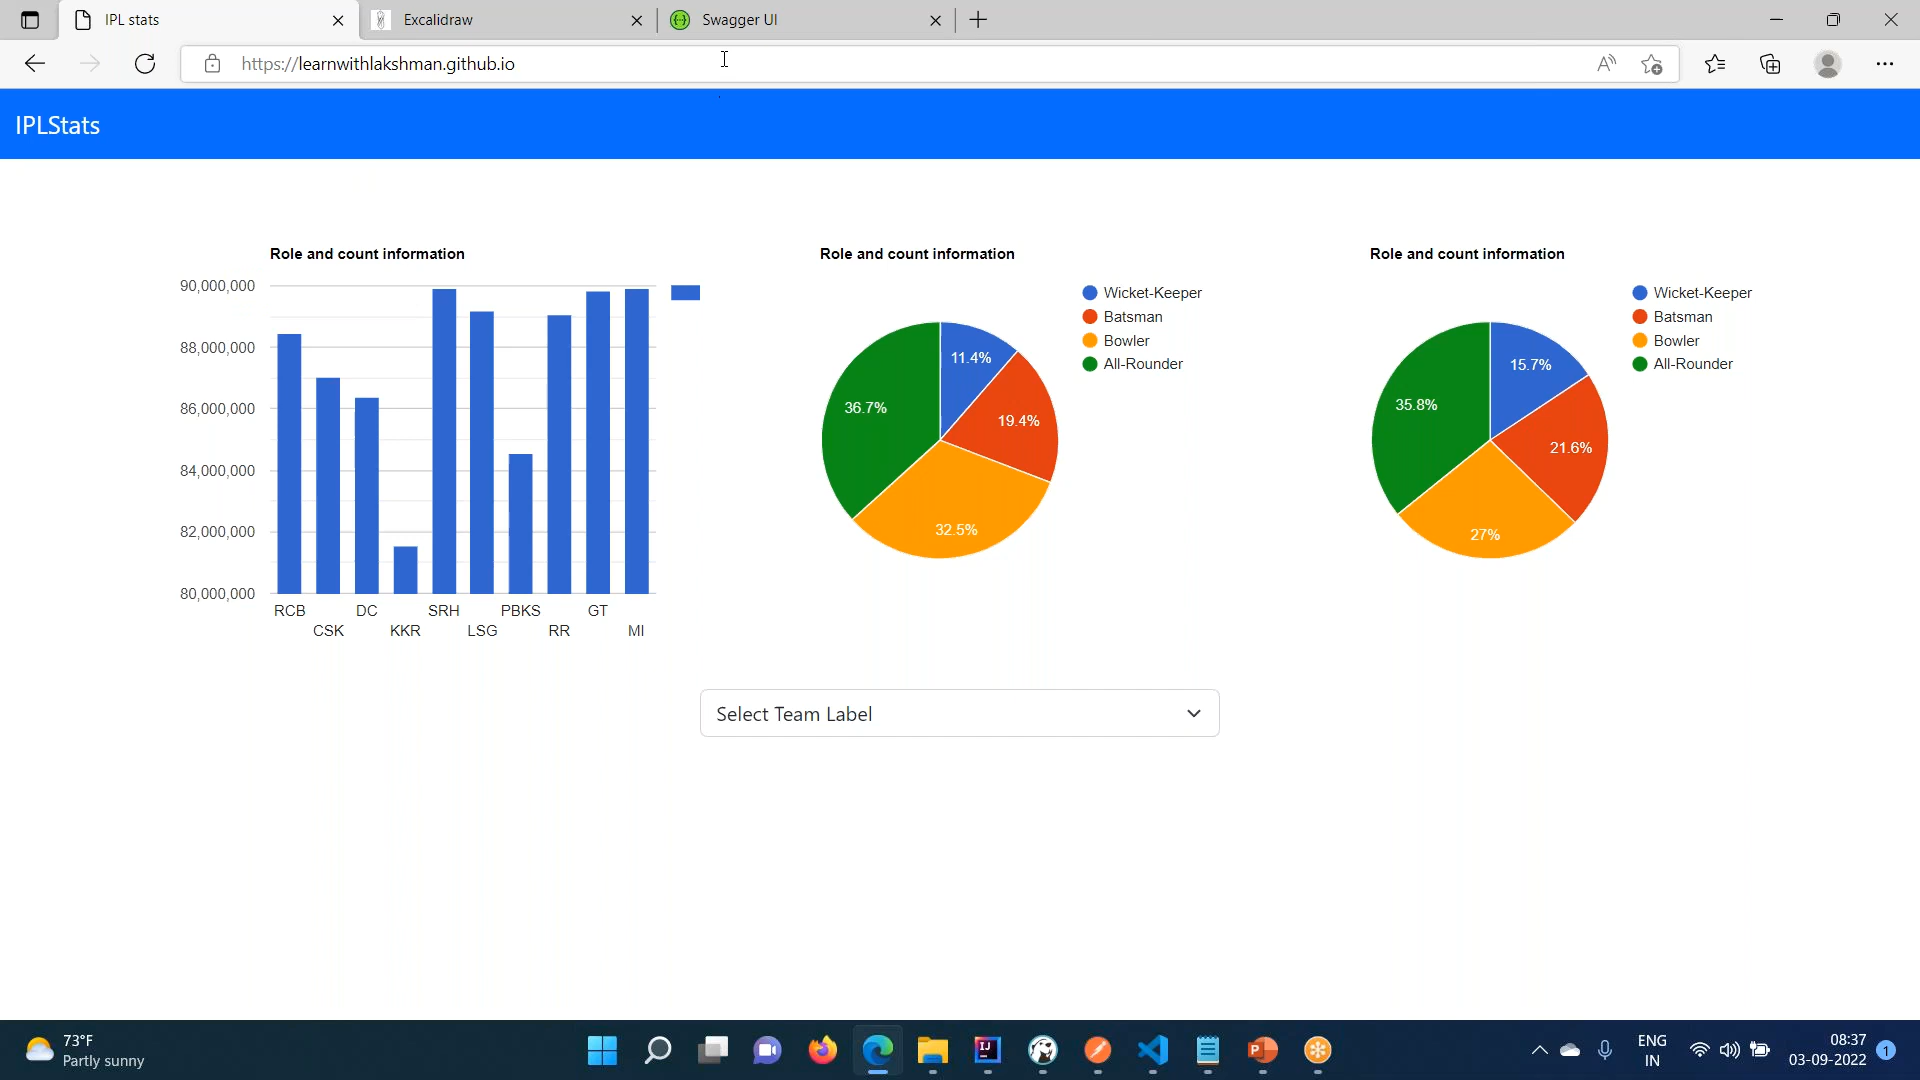 IPL stats
Excalidraw
Swagger UI
https://learnwithlakshman.github.io
IPLStats
Role and count information
90,000,000
88,000,000
86,000,000
84,000,000
82,000,000
80,000,000
RCB
CSK
DC
KKR
SRH
LSG
PBKS
RR
GT
MI
Role and count information
Wicket-Keeper
Batsman
Bowler
All-Rounder
11.4%
19.4%
32.5%
36.7%
Role and count information
Wicket-Keeper
Batsman
Bowler
All-Rounder
15.7%
21.6%
27%
35.8%
Select Team Label
73°F
Partly sunny
ENG
IN
08:37
03-09-2022
1